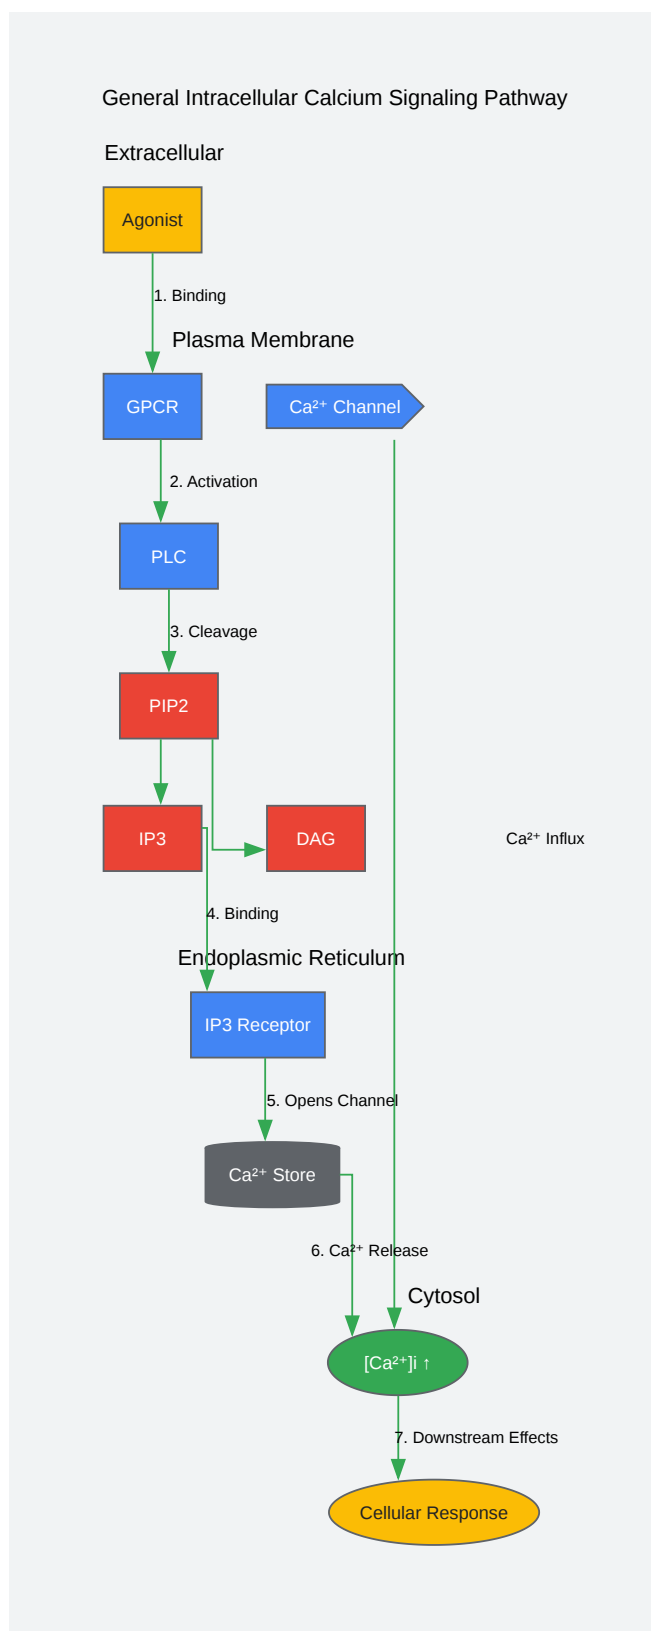 General Intracellular Calcium Signaling Pathway
Extracellular
Agonist
1. Binding
Plasma Membrane
GPCR
Ca²⁺ Channel
2. Activation
PLC
3. Cleavage
PIP2
IP3
DAG
Ca²⁺ Influx
4. Binding
Endoplasmic Reticulum
IP3 Receptor
5. Opens Channel
Ca²⁺ Store
6. Ca²⁺ Release
Cytosol
[Ca²⁺]i ↑
7. Downstream Effects
Cellular Response